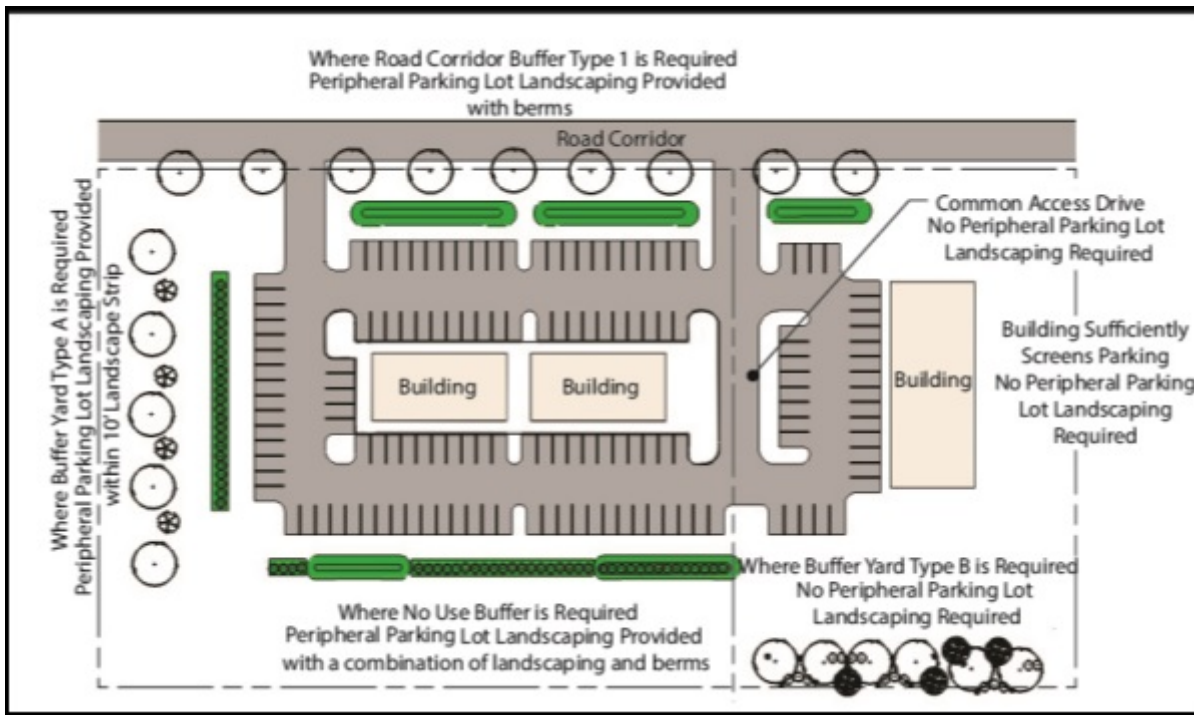 Where Road Corridor Buffer Type 1 is Required
Peripheral Parking Lot Landscaping Provided
with berms
Road Corridor
Where Buffer Yard Type A is Required
Peripheral Parking Lot Landscaping Provided
within 10' Landscape Strip
Common Access Drive
No Peripheral Parking Lot
Landscaping Required
Building Sufficiently
Screens Parking
No Peripheral Parking
Lot Landscaping
Required
Building
Building
Building
Where Buffer Yard Type B is Required
No Peripheral Parking Lot
Landscaping Required
Where No Use Buffer is Required
Peripheral Parking Lot Landscaping Provided
with a combination of landscaping and berms